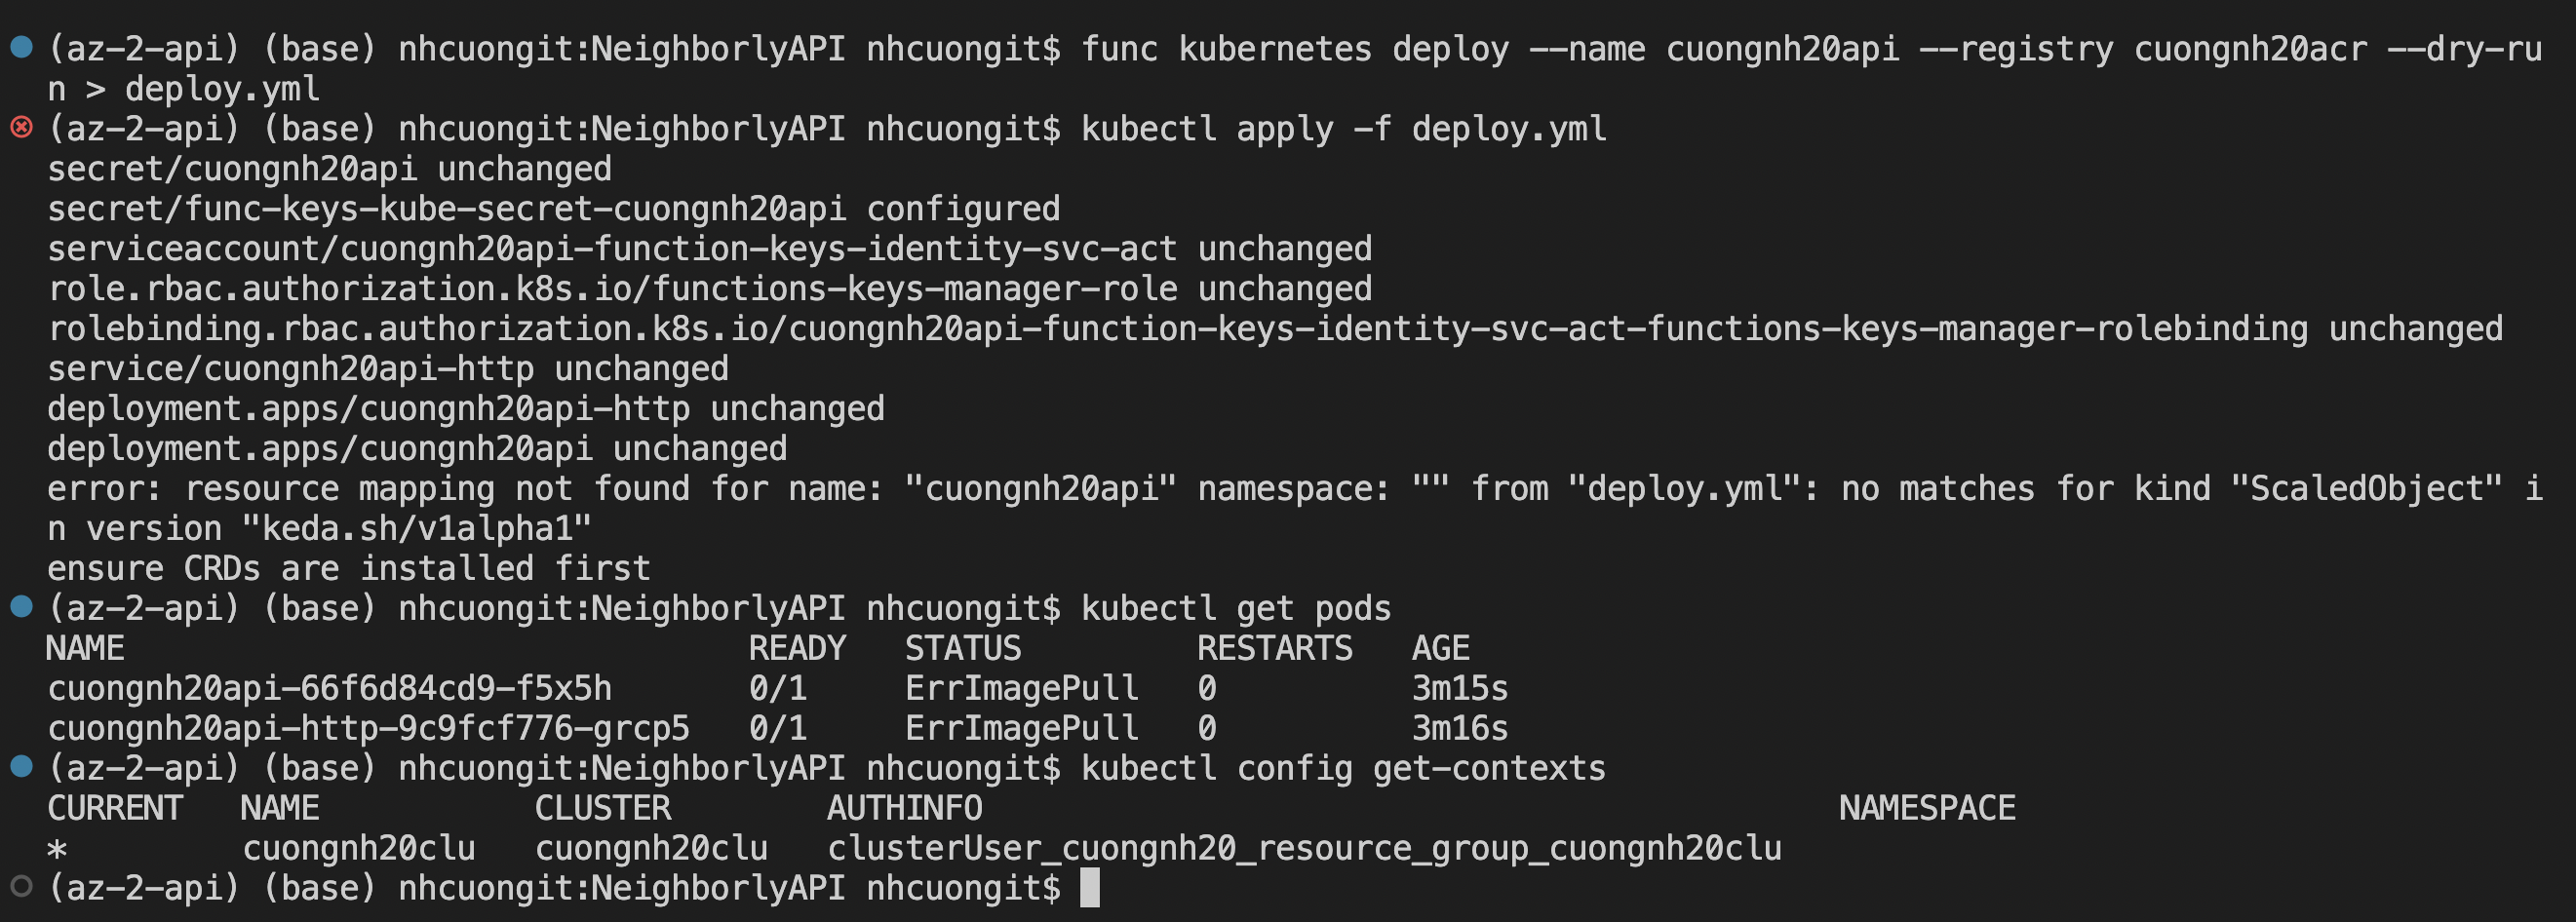 (az-2-api) (base) nhcuongit:NeighborlyAPI nhcuongit$ func kubernetes deploy --name cuongnh20api --registry cuongnh20acr --dry-ru
n > deploy.yml
(az-2-api) (base) nhcuongit:NeighborlyAPI nhcuongit$ kubectl apply -f deploy.yml
secret/cuongnh20api unchanged
secret/func-keys-kube-secret-cuongnh20api configured
serviceaccount/cuongnh20api-function-keys-identity-svc-act unchanged
role.rbac.authorization.k8s.io/functions-keys-manager-role unchanged
rolebinding.rbac.authorization.k8s.io/cuongnh20api-function-keys-identity-svc-act-functions-keys-manager-rolebinding unchanged
service/cuongnh20api-http unchanged
deployment.apps/cuongnh20api-http unchanged
deployment.apps/cuongnh20api unchanged
error: resource mapping not found for name: "cuongnh20api" namespace: "" from "deploy.yml": no matches for kind "ScaledObject" i
n version "keda.sh/v1alpha1"
ensure CRDs are installed first
(az-2-api) (base) nhcuongit:NeighborlyAPI nhcuongit$ kubectl get pods
NAME                                READY   STATUS         RESTARTS   AGE
cuongnh20api-66f6d84cd9-f5x5h       0/1     ErrImagePull   0          3m15s
cuongnh20api-http-9c9fcf776-grcp5   0/1     ErrImagePull   0          3m16s
(az-2-api) (base) nhcuongit:NeighborlyAPI nhcuongit$ kubectl config get-contexts
CURRENT   NAME           CLUSTER        AUTHINFO                                            NAMESPACE
*         cuongnh20clu   cuongnh20clu   clusterUser_cuongnh20_resource_group_cuongnh20clu
(az-2-api) (base) nhcuongit:NeighborlyAPI nhcuongit$